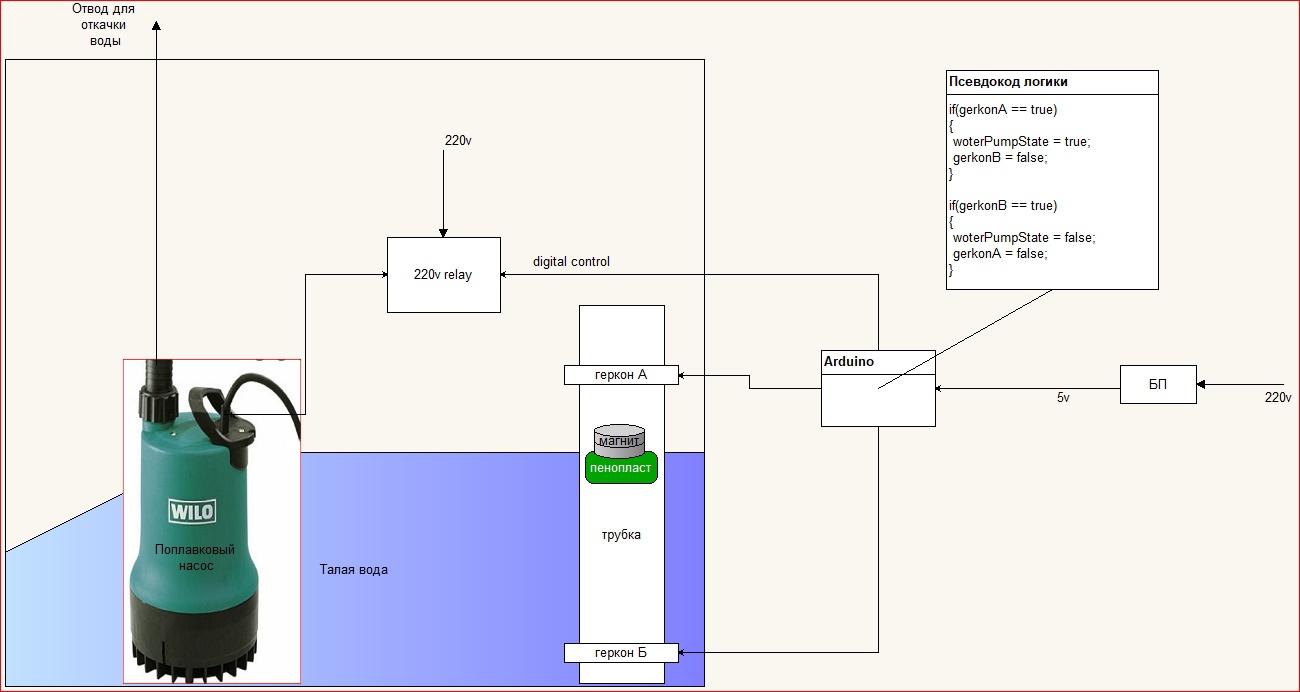 Отвод для
откачки
воды
220v
220v relay
digital control
Псевдокод логики
if(gerkonA == true)
{
woterPumpState = true;
gerkonB = false;
}
if(gerkonB == true)
{
woterPumpState = false;
gerkonA = false;
}
Arduino
БП
5v
220v
геркон А
магнит
пенопласт
трубка
геркон Б
WILO
Поплавковый
насос
Талая вода